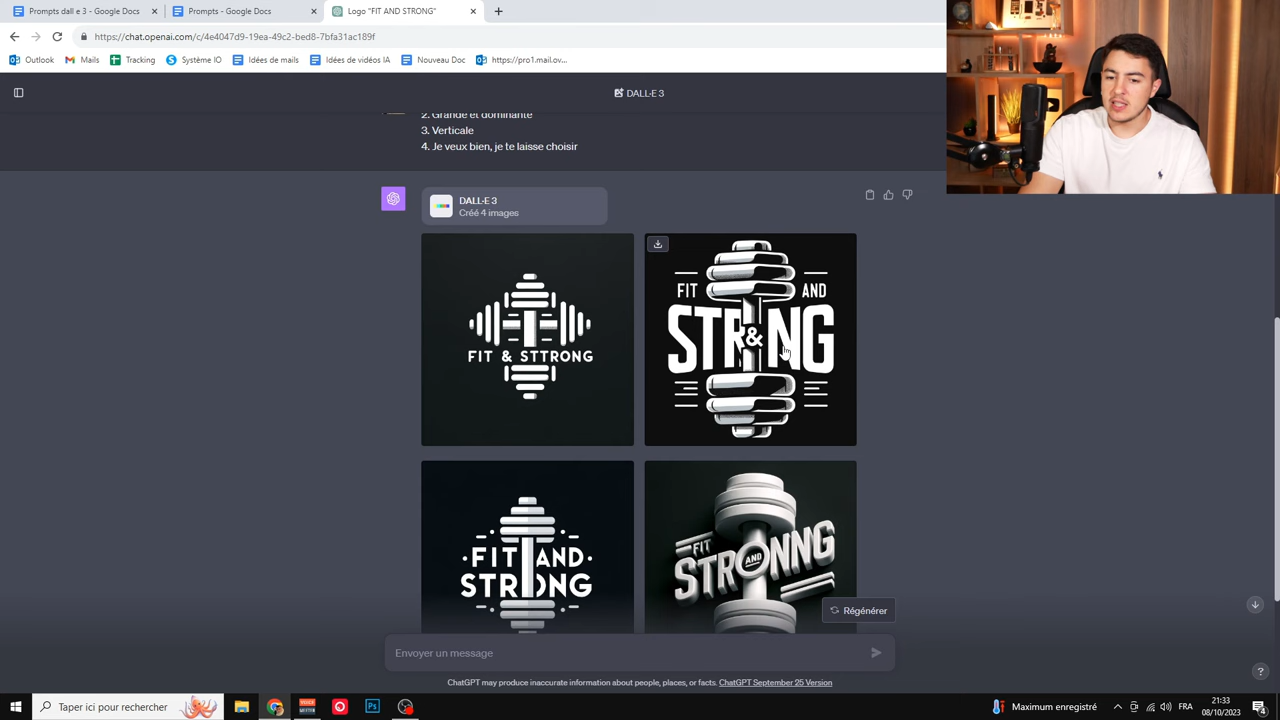 Prompts dall e 3 - Google Docs
Prompts - Google Docs
Logo "FIT AND STRONG"
https://chat.openai.com/c/4e4047d9-19ea-49c2-bed8-7bfa31ac189f
Outlook
Mails
Tracking
Système IO
Idées de mails
Idées de vidéos IA
Nouveau Doc
https://pro1.mail.ov...
DALL·E 3
2. Grande et dominante
3. Verticale
4. Je veux bien, je te laisse choisir
DALL·E 3
Créé 4 images
FIT & STTRONG
FIT AND
STR&NG
FIT AND
STRONG
FIT
STRONNG
AND
Régénérer
Envoyer un message
ChatGPT may produce inaccurate information about people, places, or facts. ChatGPT September 25 Version
?
Taper ici pour rechercher
Maximum enregistré
FRA
21:33
08/10/2023
4